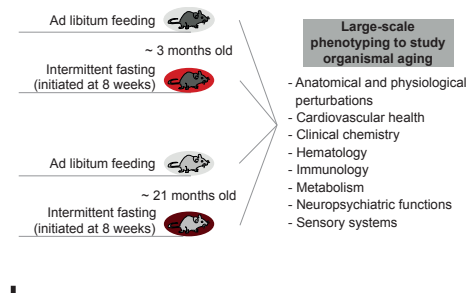 Ad libitum feeding
~ 3 months old
Intermittent fasting
(initiated at 8 weeks)
Ad libitum feeding
~ 21 months old
Intermittent fasting
(initiated at 8 weeks)
Large-scale
phenotyping to study
organismal aging
- Anatomical and physiological
perturbations
- Cardiovascular health
- Clinical chemistry
- Hematology
- Immunology
- Metabolism
- Neuropsychiatric functions
- Sensory systems